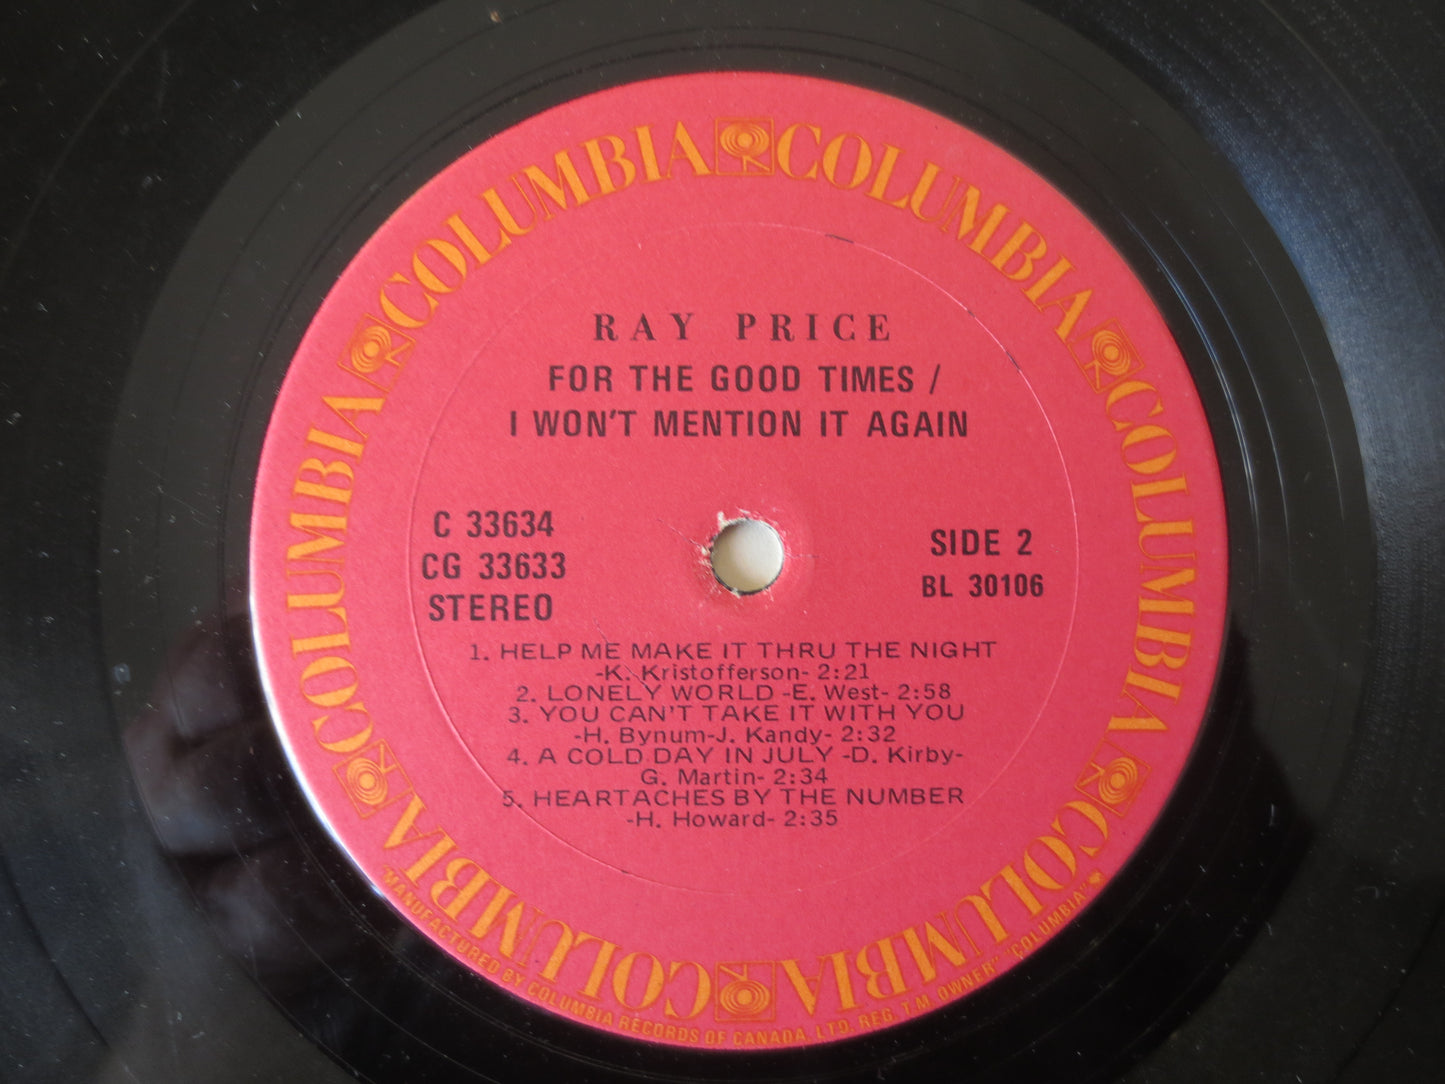 COLUMBIA COLUMBIA COLUMBIA COLUMBIA COLUMBIA COLUMBIA COLUMBIA COLUMBIA
RAY PRICE
FOR THE GOOD TIMES /
I WON'T MENTION IT AGAIN
C 33634
CG 33633
STEREO
SIDE 2
BL 30106
1. HELP ME MAKE IT THRU THE NIGHT
-K. Kristofferson- 2:21
2. LONELY WORLD -E. West- 2:58
3. YOU CAN'T TAKE IT WITH YOU
-H. Bynum-J. Kandy- 2:32
4. A COLD DAY IN JULY -D. Kirby-
G. Martin- 2:34
5. HEARTACHES BY THE NUMBER
-H. Howard- 2:35
"MANUFACTURED BY COLUMBIA RECORDS OF CANADA, LTD. REG. T.M. OWNER" "COLUMBIA"